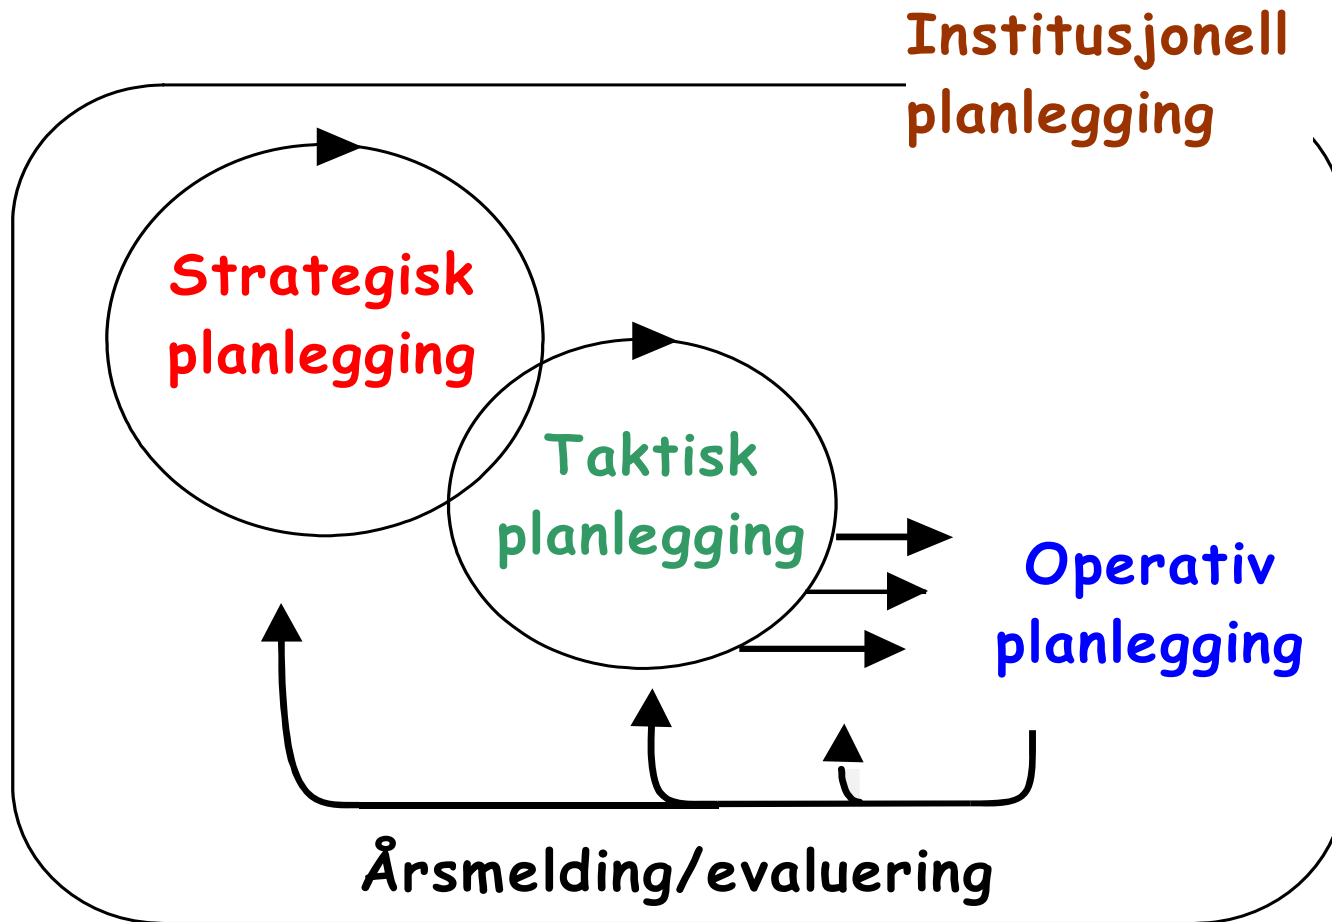 Institusjonell
planlegging
Strategisk
planlegging
Taktisk
planlegging
Operativ
planlegging
Årsmelding/evaluering